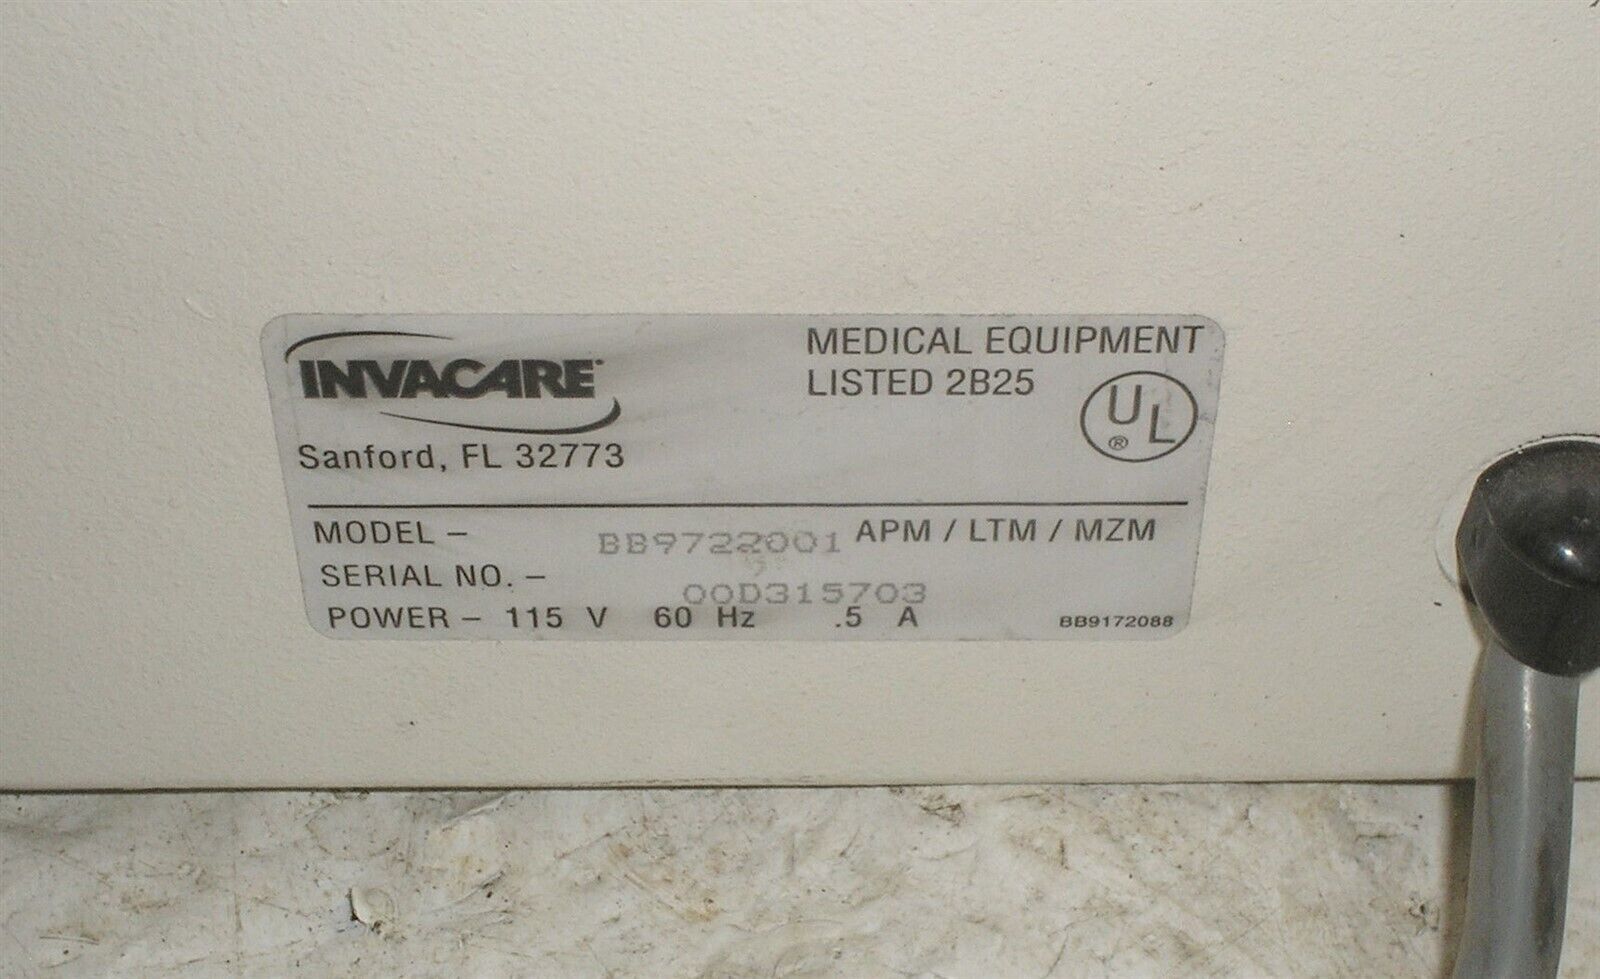 INVACARE
Sanford, FL 32773
MEDICAL EQUIPMENT
LISTED 2B25
UL ®
MODEL – BB9722001 APM / LTM / MZM
SERIAL NO. – 00D315703
POWER – 115 V 60 Hz .5 A
BB9172088